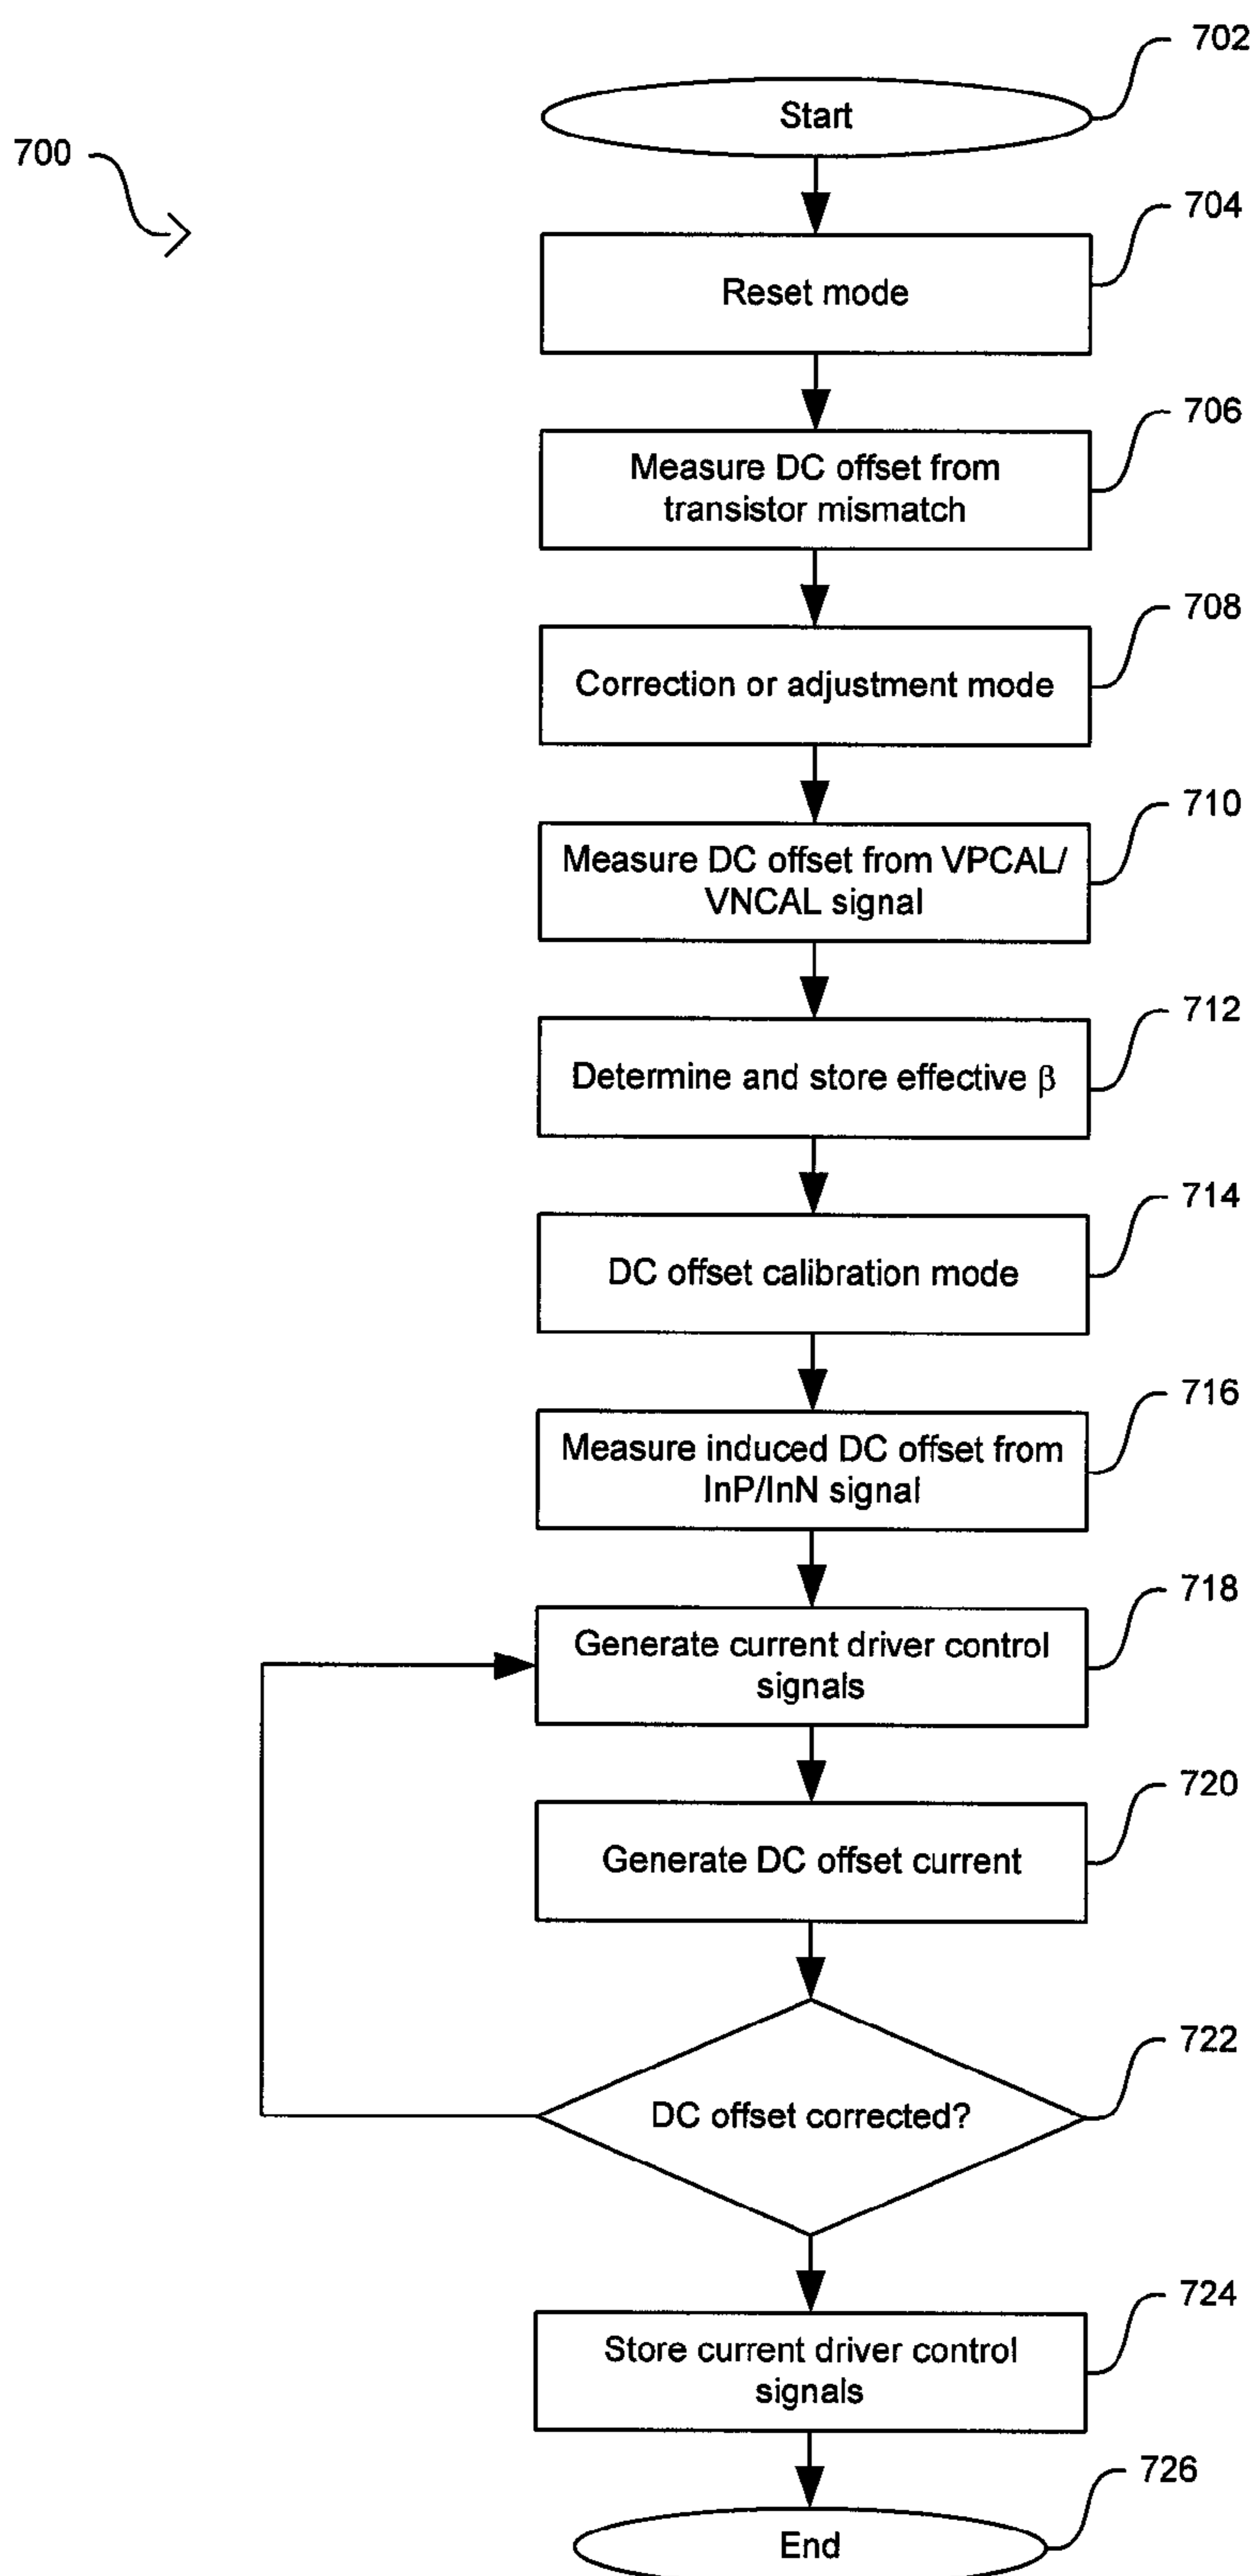 702
Start
700
704
Reset mode
706
Measure DC offset from
transistor mismatch
708
Correction or adjustment mode
710
Measure DC offset from VPCAL/
VNCAL signal
712
Determine and store effective β
714
DC offset calibration mode
716
Measure induced DC offset from
InP/InN signal
718
Generate current driver control
signals
720
Generate DC offset current
722
DC offset corrected?
724
Store current driver control
signals
726
End